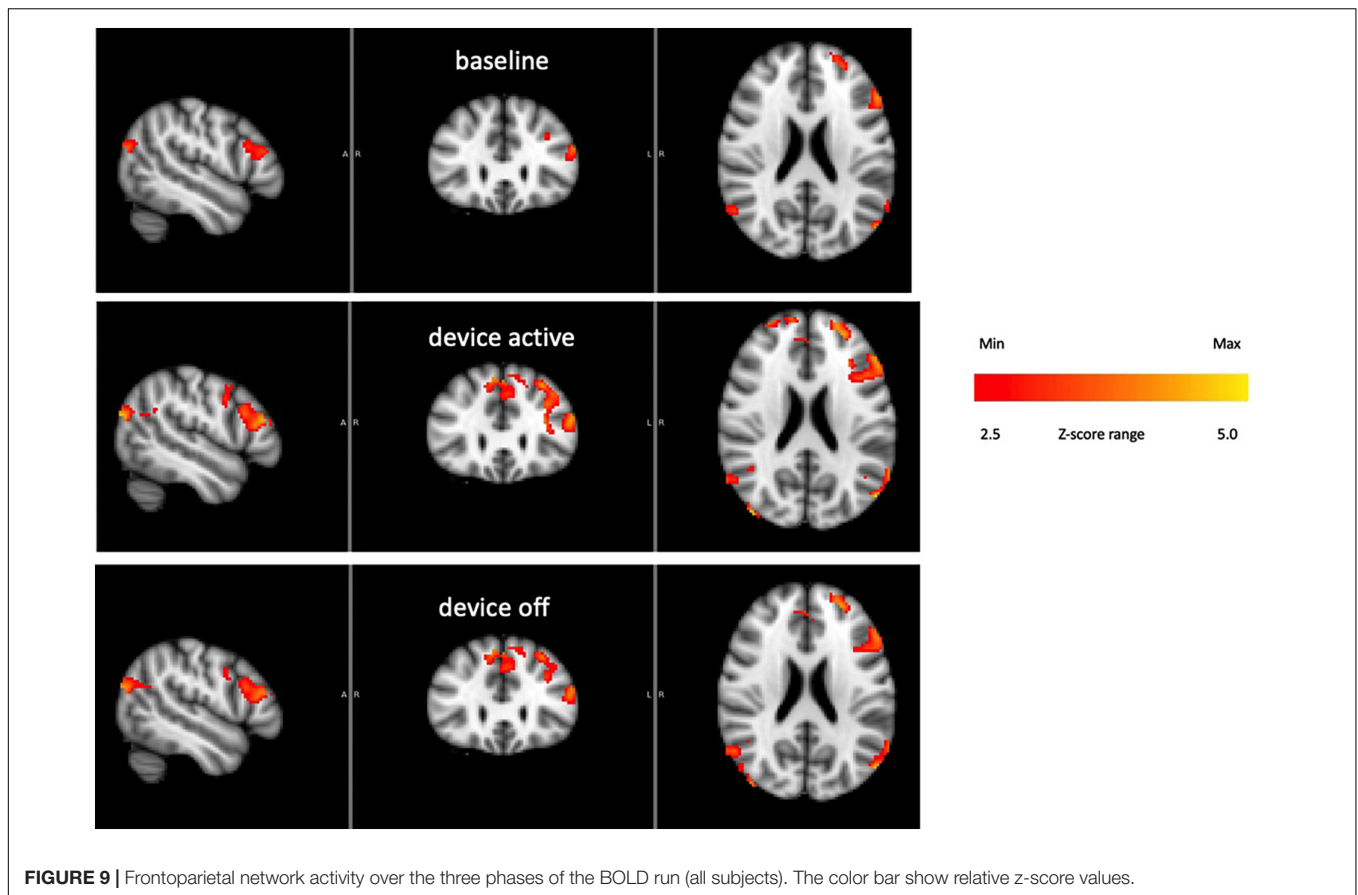 baseline
A R
L R
device active
A R
L R
Min Max
2.5 Z-score range 5.0
device off
A R
L R
FIGURE 9 | Frontoparietal network activity over the three phases of the BOLD run (all subjects). The color bar show relative z-score values.